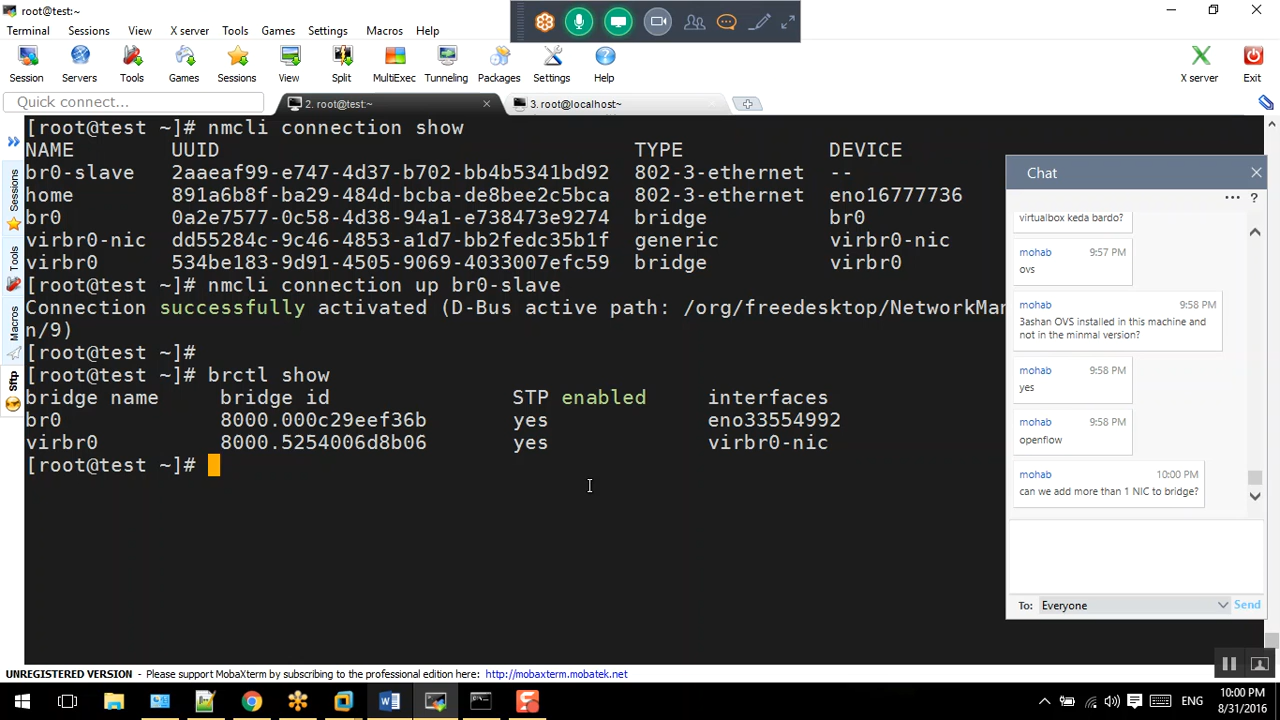 root@test:~
Terminal Sessions View X server Tools Games Settings Macros Help
Session Servers Tools Games Sessions View Split MultiExec Tunneling Packages Settings Help X server Exit
Quick connect...
2. root@test:~
3. root@localhost~
Sessions
Tools
Macros
Sftp
[root@test ~]# nmcli connection show
NAME UUID TYPE DEVICE
br0-slave 2aaeaf99-e747-4d37-b702-bb4b5341bd92 802-3-ethernet --
home 891a6b8f-ba29-484d-bcba-de8bee2c5bca 802-3-ethernet eno16777736
br0 0a2e7577-0c58-4d38-94a1-e738473e9274 bridge br0
virbr0-nic dd55284c-9c46-4853-a1d7-bb2fedc35b1f generic virbr0-nic
virbr0 534be183-9d91-4505-9069-4033007efc59 bridge virbr0
[root@test ~]# nmcli connection up br0-slave
Connection successfully activated (D-Bus active path: /org/freedesktop/NetworkMan
n/9)
[root@test ~]#
[root@test ~]# brctl show
bridge name bridge id STP enabled interfaces
br0 8000.000c29eef36b yes eno33554992
virbr0 8000.5254006d8b06 yes virbr0-nic
[root@test ~]#
Chat
... ?
virtualbox keda bardo?
mohab 9:57 PM
ovs
mohab 9:58 PM
3ashan OVS installed in this machine and
not in the minmal version?
mohab 9:58 PM
yes
mohab 9:58 PM
openflow
mohab 10:00 PM
can we add more than 1 NIC to bridge?
To: Everyone Send
UNREGISTERED VERSION - Please support MobaXterm by subscribing to the professional edition here: http://mobaxterm.mobatek.net
ENG
10:00 PM
8/31/2016